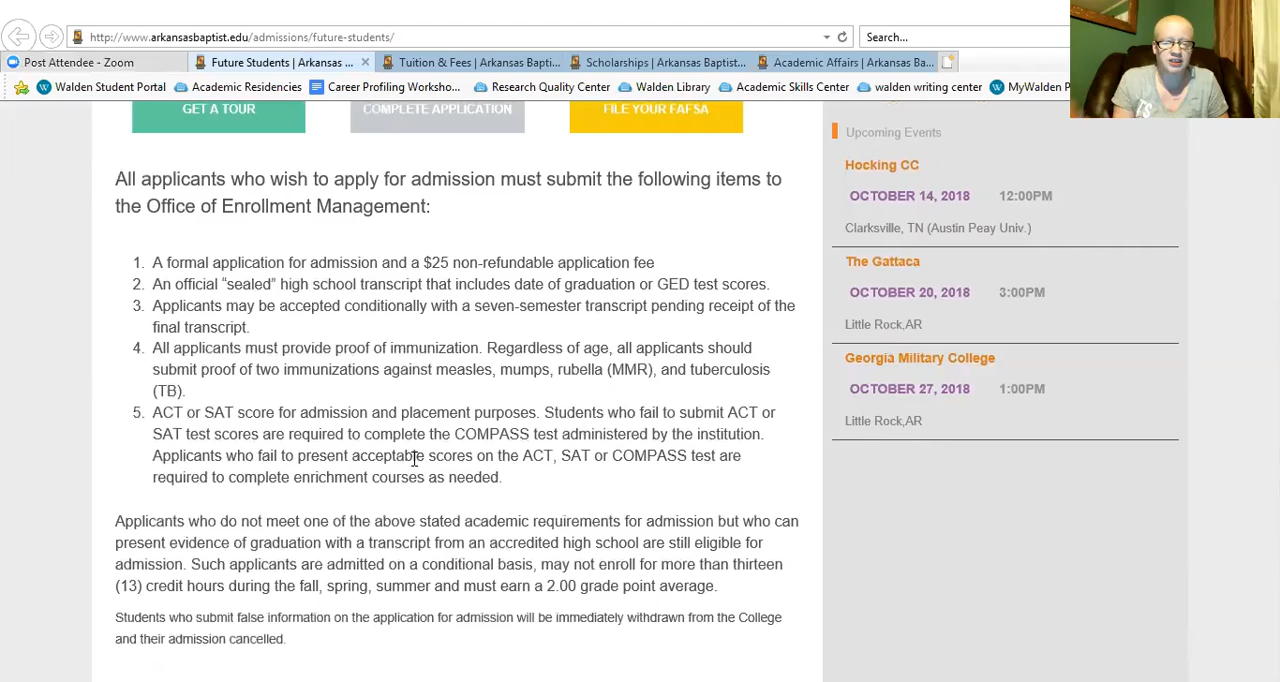 http://www.arkansasbaptist.edu/admissions/future-students/
Search...
Post Attendee - Zoom
Future Students | Arkansas ...
Tuition & Fees | Arkansas Bapti...
Scholarships | Arkansas Baptist...
Academic Affairs | Arkansas Ba...
Walden Student Portal
Academic Residencies
Career Profiling Worksho...
Research Quality Center
Walden Library
Academic Skills Center
walden writing center
MyWalden P
GET A TOUR
COMPLETE APPLICATION
FILE YOUR FAFSA
All applicants who wish to apply for admission must submit the following items to
the Office of Enrollment Management:
1. A formal application for admission and a $25 non-refundable application fee
2. An official “sealed” high school transcript that includes date of graduation or GED test scores.
3. Applicants may be accepted conditionally with a seven-semester transcript pending receipt of the
final transcript.
4. All applicants must provide proof of immunization. Regardless of age, all applicants should
submit proof of two immunizations against measles, mumps, rubella (MMR), and tuberculosis
(TB).
5. ACT or SAT score for admission and placement purposes. Students who fail to submit ACT or
SAT test scores are required to complete the COMPASS test administered by the institution.
Applicants who fail to present acceptable scores on the ACT, SAT or COMPASS test are
required to complete enrichment courses as needed.
Applicants who do not meet one of the above stated academic requirements for admission but who can
present evidence of graduation with a transcript from an accredited high school are still eligible for
admission. Such applicants are admitted on a conditional basis, may not enroll for more than thirteen
(13) credit hours during the fall, spring, summer and must earn a 2.00 grade point average.
Students who submit false information on the application for admission will be immediately withdrawn from the College
and their admission cancelled.
Upcoming Events
Hocking CC
OCTOBER 14, 2018 12:00PM
Clarksville, TN (Austin Peay Univ.)
The Gattaca
OCTOBER 20, 2018 3:00PM
Little Rock,AR
Georgia Military College
OCTOBER 27, 2018 1:00PM
Little Rock,AR